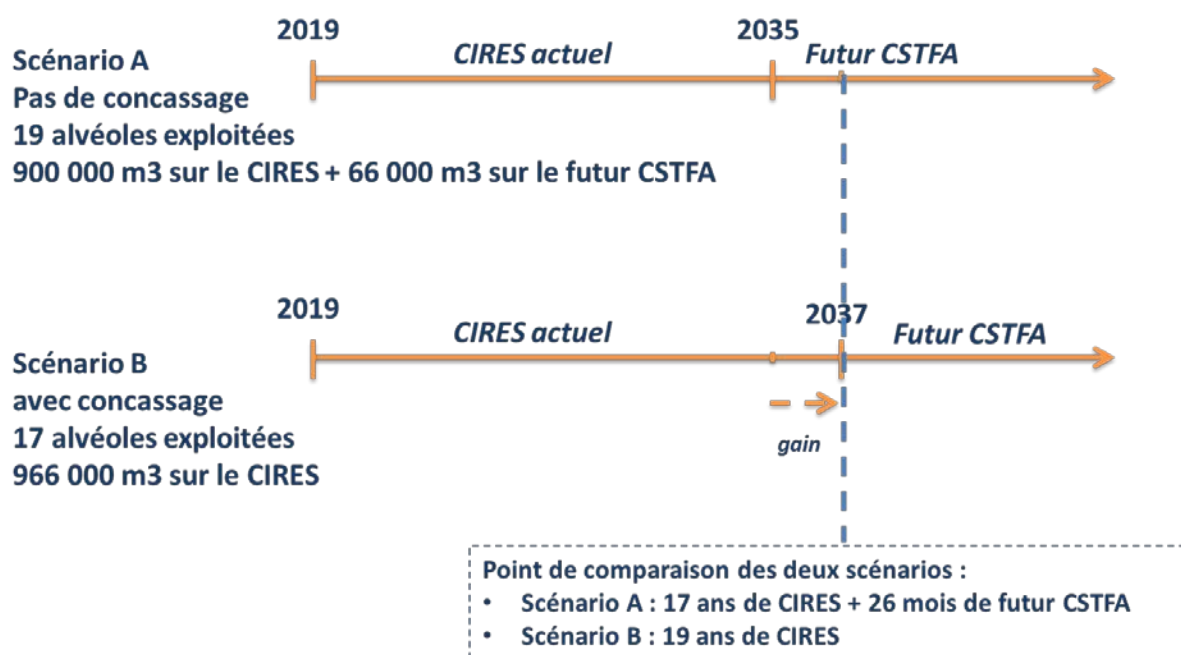 2019
2035
CIRES actuel
Futur CSTFA
Scénario A
Pas de concassage
19 alvéoles exploitées
900 000 m3 sur le CIRES + 66 000 m3 sur le futur CSTFA
2019
2037
CIRES actuel
Futur CSTFA
Scénario B
avec concassage
17 alvéoles exploitées
966 000 m3 sur le CIRES
gain
Point de comparaison des deux scénarios :
• Scénario A : 17 ans de CIRES + 26 mois de futur CSTFA
• Scénario B : 19 ans de CIRES